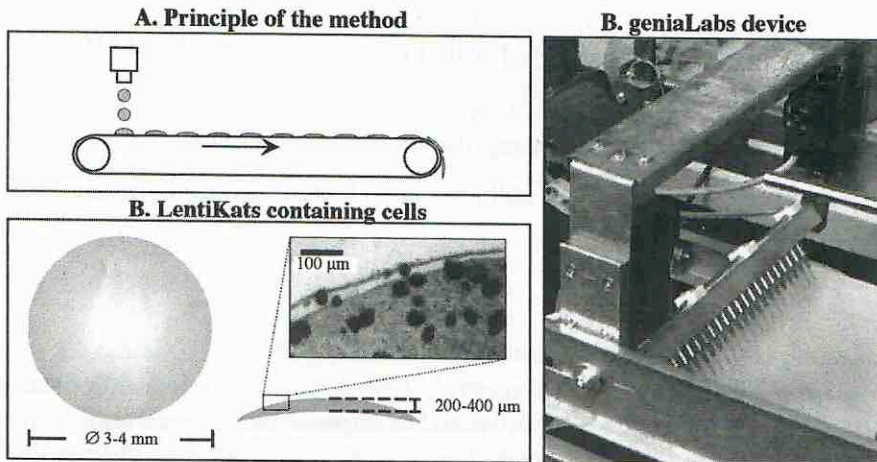 A. Principle of the method
B. geniaLabs device
B. LentiKats containing cells
100 µm
200-400 µm
Ø 3-4 mm